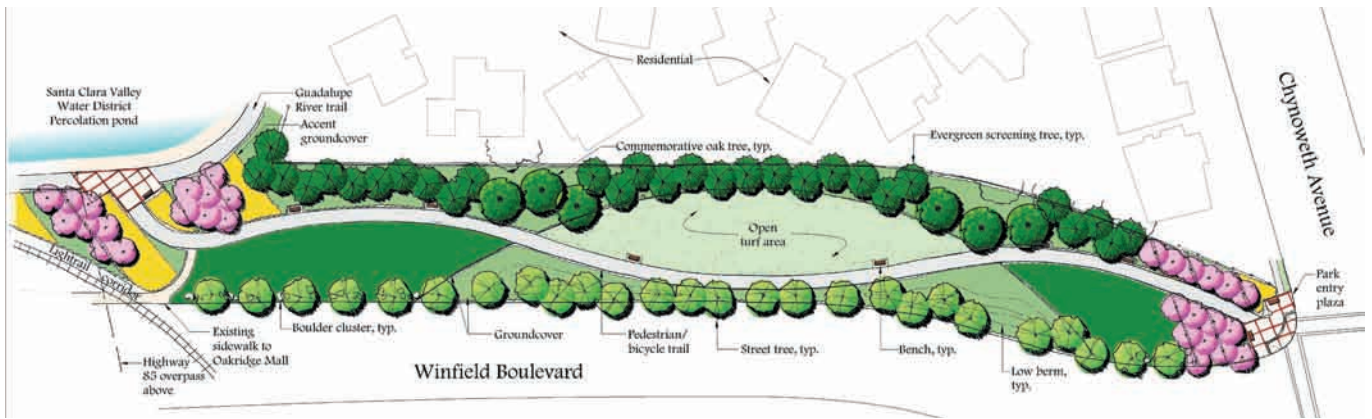 Santa Clara Valley
Water District
Percolation pond
Guadalupe
River trail
Accent
groundcover
Residential
Commemorative oak tree, typ.
Evergreen screening tree, typ.
Chynoweth Avenue
Open
turf area
Park
entry
plaza
Lightrail corridor
Existing
sidewalk to
Oakridge Mall
Highway
85 overpass
above
Boulder cluster, typ.
Groundcover
Pedestrian/
bicycle trail
Street tree, typ.
Bench, typ.
Low berm,
typ.
Winfield Boulevard